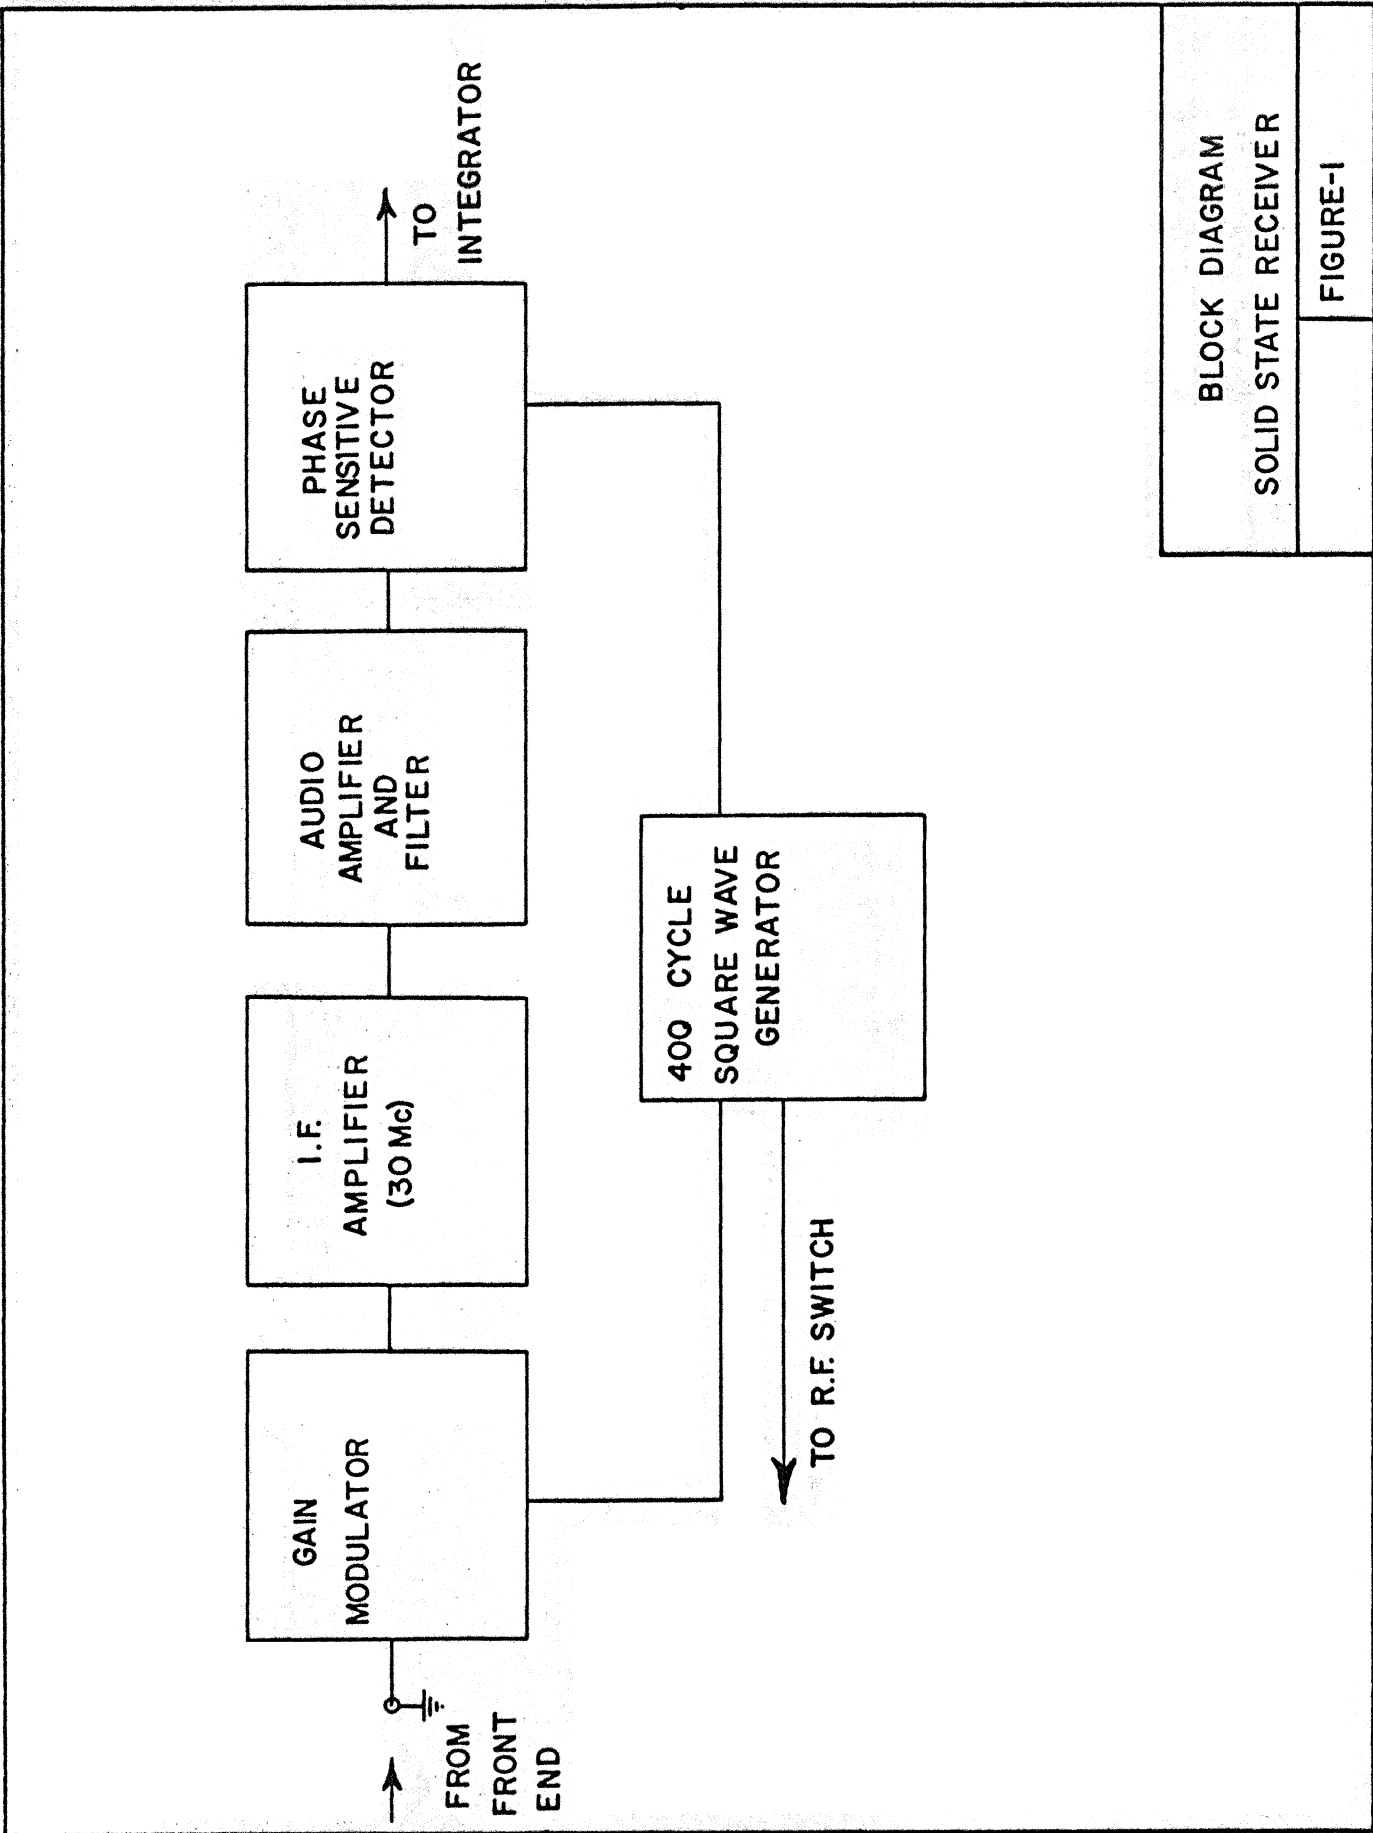 FROM
FRONT
END
GAIN
MODULATOR
I.F.
AMPLIFIER
(30 Mc)
AUDIO
AMPLIFIER
AND
FILTER
PHASE
SENSITIVE
DETECTOR
TO
INTEGRATOR
400 CYCLE
SQUARE WAVE
GENERATOR
TO R.F. SWITCH
BLOCK DIAGRAM
SOLID STATE RECEIVER
FIGURE-1